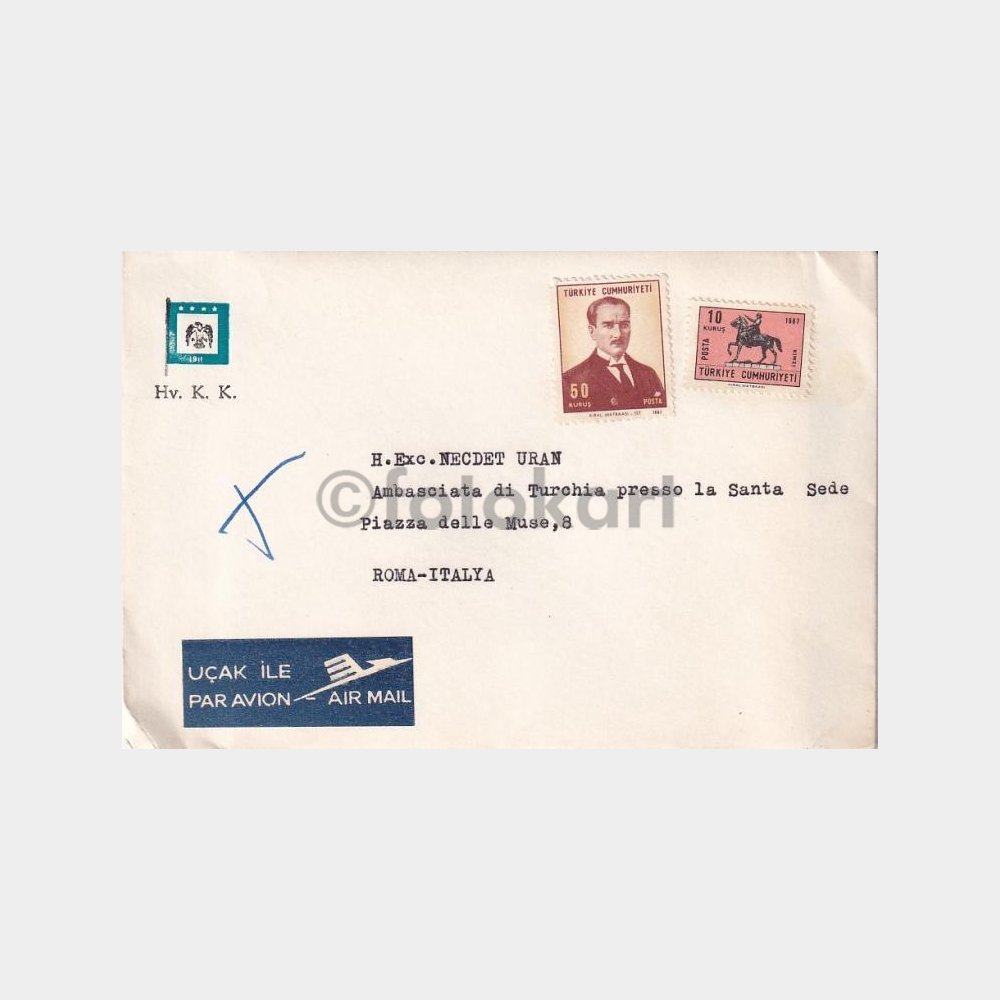 1911
Hv. K. K.
TÜRKİYE CUMHURİYETİ
50
KURUŞ
POSTA
1967
10
KURUŞ
1967
POSTA
TÜRKİYE CUMHURİYETİ
H.Exc.NECDET URAN
Ambasciata di Turchia presso la Santa Sede
Piazza delle Muse,8
ROMA-ITALYA
©fotokart
UÇAK İLE
PAR AVION - AIR MAIL